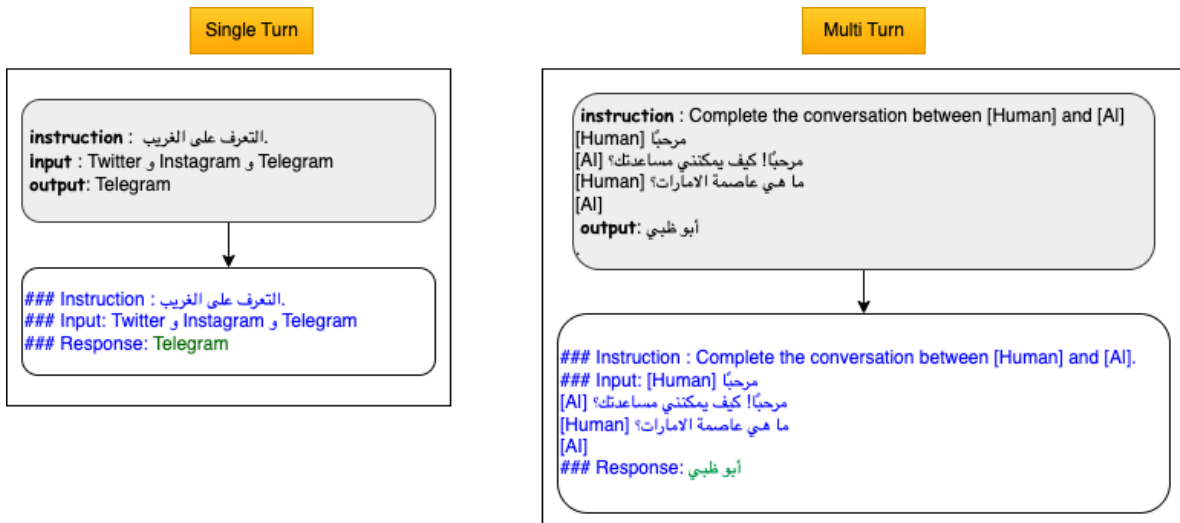 Single Turn
instruction : التعرف على الغريب.
input : Twitter و Instagram و Telegram
output: Telegram
### Instruction : التعرف على الغريب.
### Input: Twitter و Instagram و Telegram
### Response: Telegram
Multi Turn
instruction : Complete the conversation between [Human] and [AI]
[Human] مرحبًا
[AI] مرحبًا! كيف يمكنني مساعدتك؟
[Human] ما هي عاصمة الامارات؟
[AI]
output: أبو ظبي
.
### Instruction : Complete the conversation between [Human] and [AI].
### Input: [Human] مرحبًا
[AI] مرحبًا! كيف يمكنني مساعدتك؟
[Human] ما هي عاصمة الامارات؟
[AI]
### Response: أبو ظبي